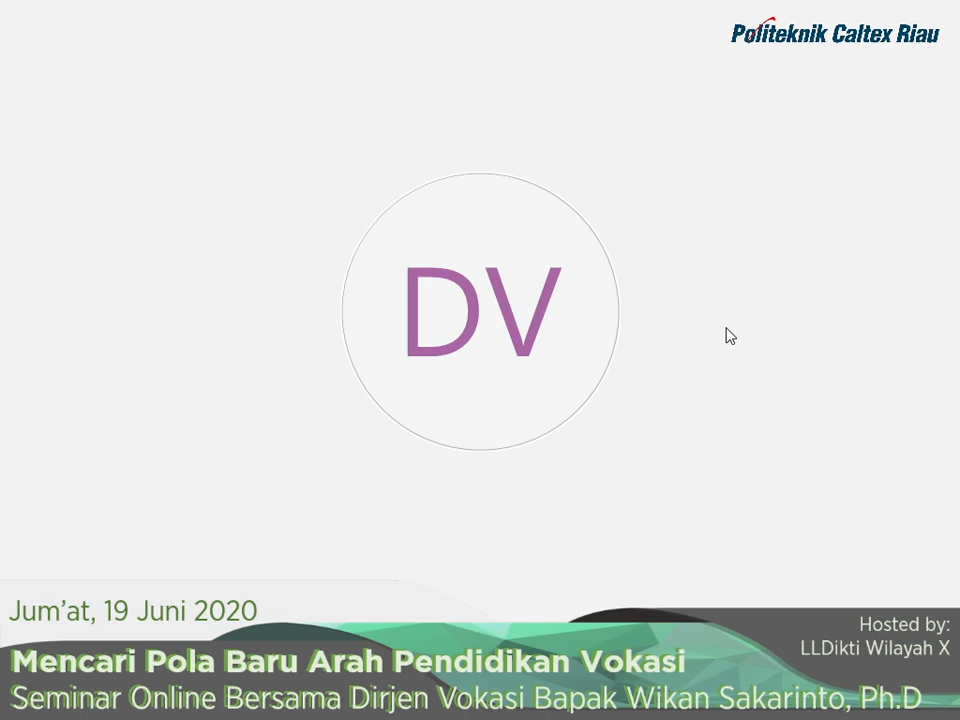 Politeknik Caltex Riau
DV
Jum'at, 19 Juni 2020
Hosted by:
LLDikti Wilayah X
Mencari Pola Baru Arah Pendidikan Vokasi
Seminar Online Bersama Dirjen Vokasi Bapak Wikan Sakarinto, Ph.D